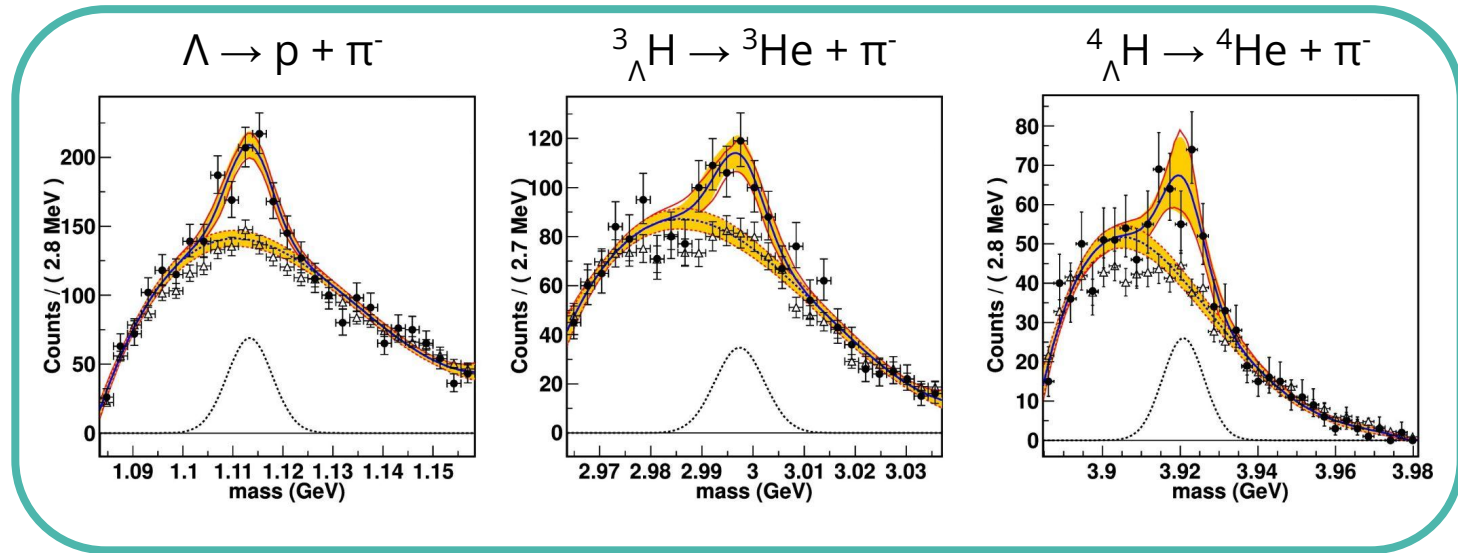 Λ → p + π⁻
³ΛH → ³He + π⁻
⁴ΛH → ⁴He + π⁻
Counts / ( 2.8 MeV )
200
150
100
50
0
1.09 1.1 1.11 1.12 1.13 1.14 1.15
mass (GeV)
Counts / ( 2.7 MeV )
120
100
80
60
40
20
0
2.97 2.98 2.99 3 3.01 3.02 3.03
mass (GeV)
Counts / ( 2.8 MeV )
80
70
60
50
40
30
20
10
0
3.9 3.92 3.94 3.96 3.98
mass (GeV)